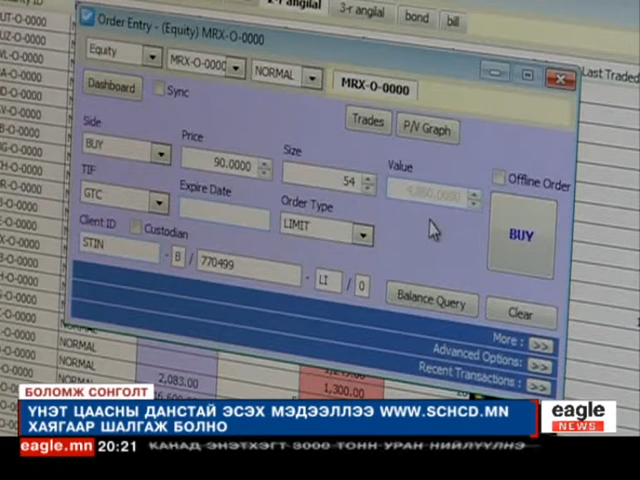 2-r angilal
3-r angilal
bond
bill
Order Entry - (Equity) MRX-O-0000
Last Traded
Equity
MRX-O-0000
NORMAL
MRX-O-0000
Dashboard
Sync
Trades
P/V Graph
Side
Price
Size
Value
BUY
90.0000
54
4,860.0000
Offline Order
TIF
Expire Date
Order Type
GTC
LIMIT
BUY
Client ID
Custodian
STIN - B / 770499 - LI / 0
Balance Query
Clear
More : >>
Advanced Options: >>
Recent Transactions : >>
NORMAL
NORMAL
NORMAL
2,083.00
1,300.00
БОЛОМЖ СОНГОЛТ
ҮНЭТ ЦААСНЫ ДАНСТАЙ ЭСЭХ МЭДЭЭЛЛЭЭ WWW.SCHCD.MN
ХАЯГААР ШАЛГАЖ БОЛНО
eagle
NEWS
eagle.mn 20:21 КАНАД ЭНЭТХЭГТ 3000 ТОНН УРАН НИЙЛҮҮЛНЭ